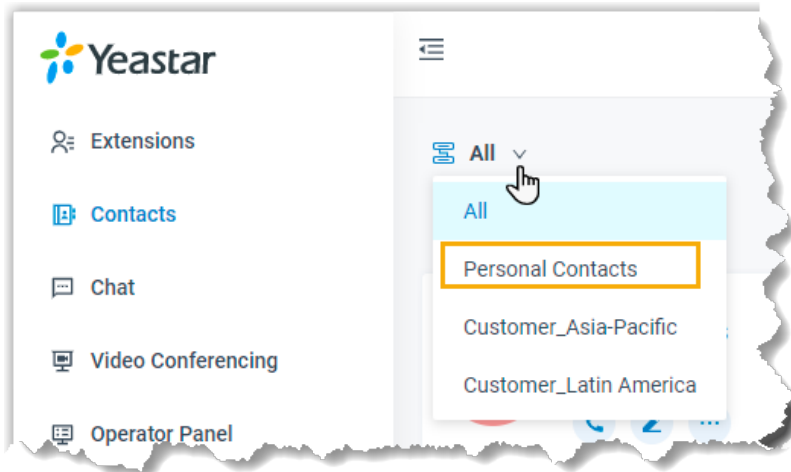 Yeastar
Extensions
Contacts
Chat
Video Conferencing
Operator Panel
All
All
Personal Contacts
Customer_Asia-Pacific
Customer_Latin America